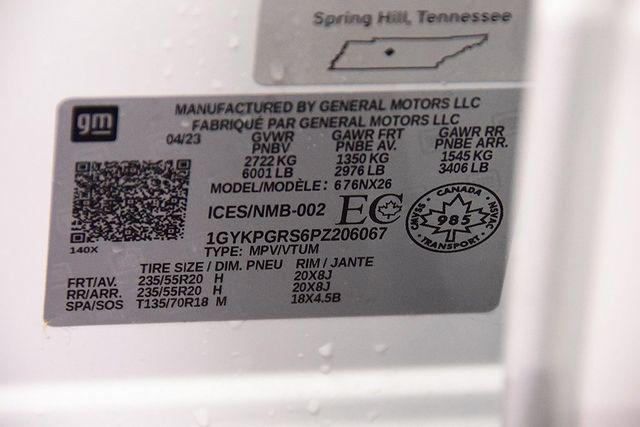 Spring Hill, Tennessee
gm
MANUFACTURED BY GENERAL MOTORS LLC
FABRIQUÉ PAR GENERAL MOTORS LLC
04/23 GVWR GAWR FRT GAWR RR
PNBV PNBE AV. PNBE ARR.
2722 KG 1350 KG 1545 KG
6001 LB 2976 LB 3406 LB
MODEL/MODÈLE: 676NX26
ICES/NMB-002 EC
CANADA
CMVSS 985 NSVAC
TRANSPORT
140X
1GYKPGRS6PZ206067
TYPE: MPV/VTUM
TIRE SIZE / DIM. PNEU RIM / JANTE
FRT/AV. 235/55R20 H 20X8J
RR/ARR. 235/55R20 H 20X8J
SPA/SOS T135/70R18 M 18X4.5B